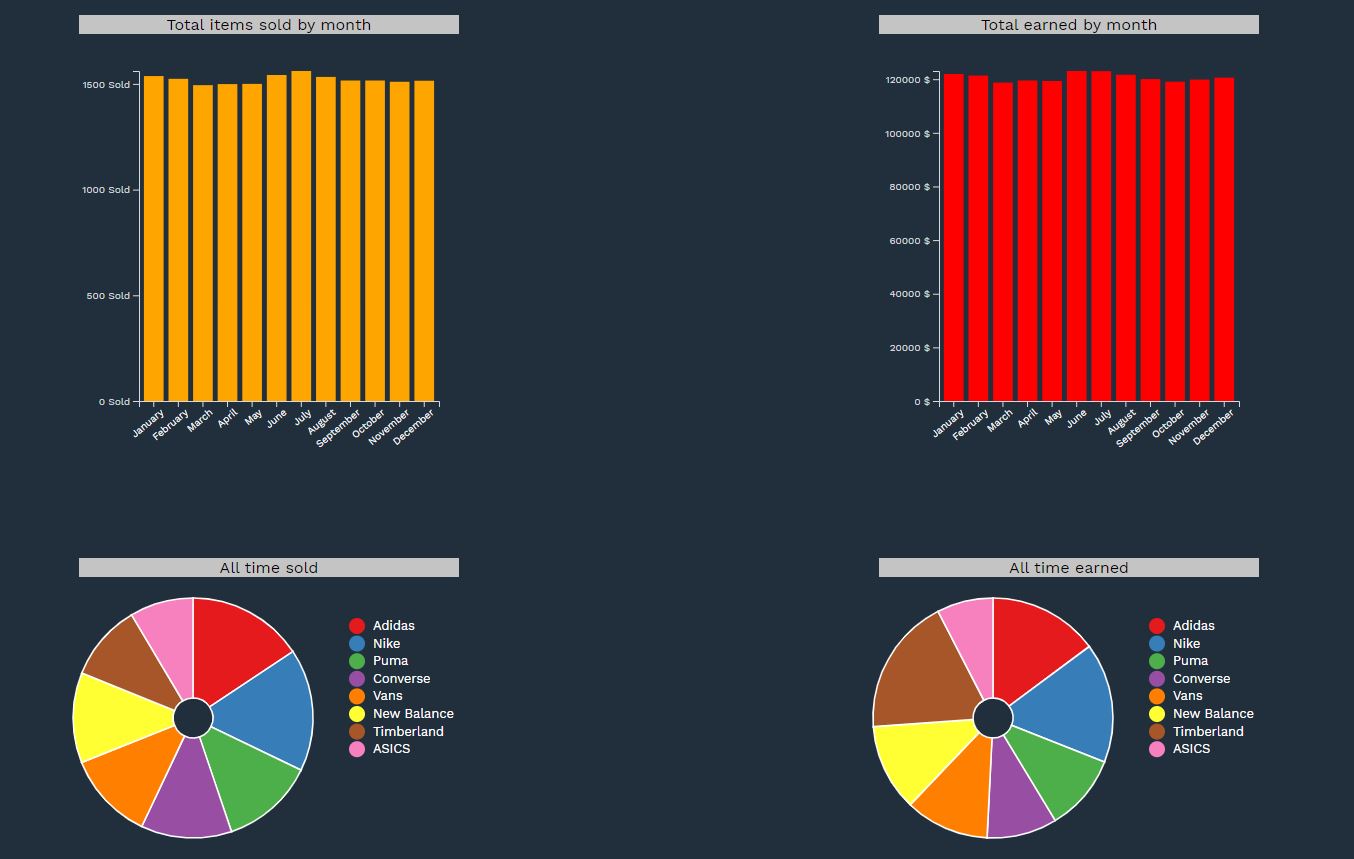 Total items sold by month
1500 Sold
1000 Sold
500 Sold
0 Sold
January
February
March
April
May
June
July
August
September
October
November
December
Total earned by month
120000 $
100000 $
80000 $
60000 $
40000 $
20000 $
0 $
January
February
March
April
May
June
July
August
September
October
November
December
All time sold
Adidas
Nike
Puma
Converse
Vans
New Balance
Timberland
ASICS
All time earned
Adidas
Nike
Puma
Converse
Vans
New Balance
Timberland
ASICS